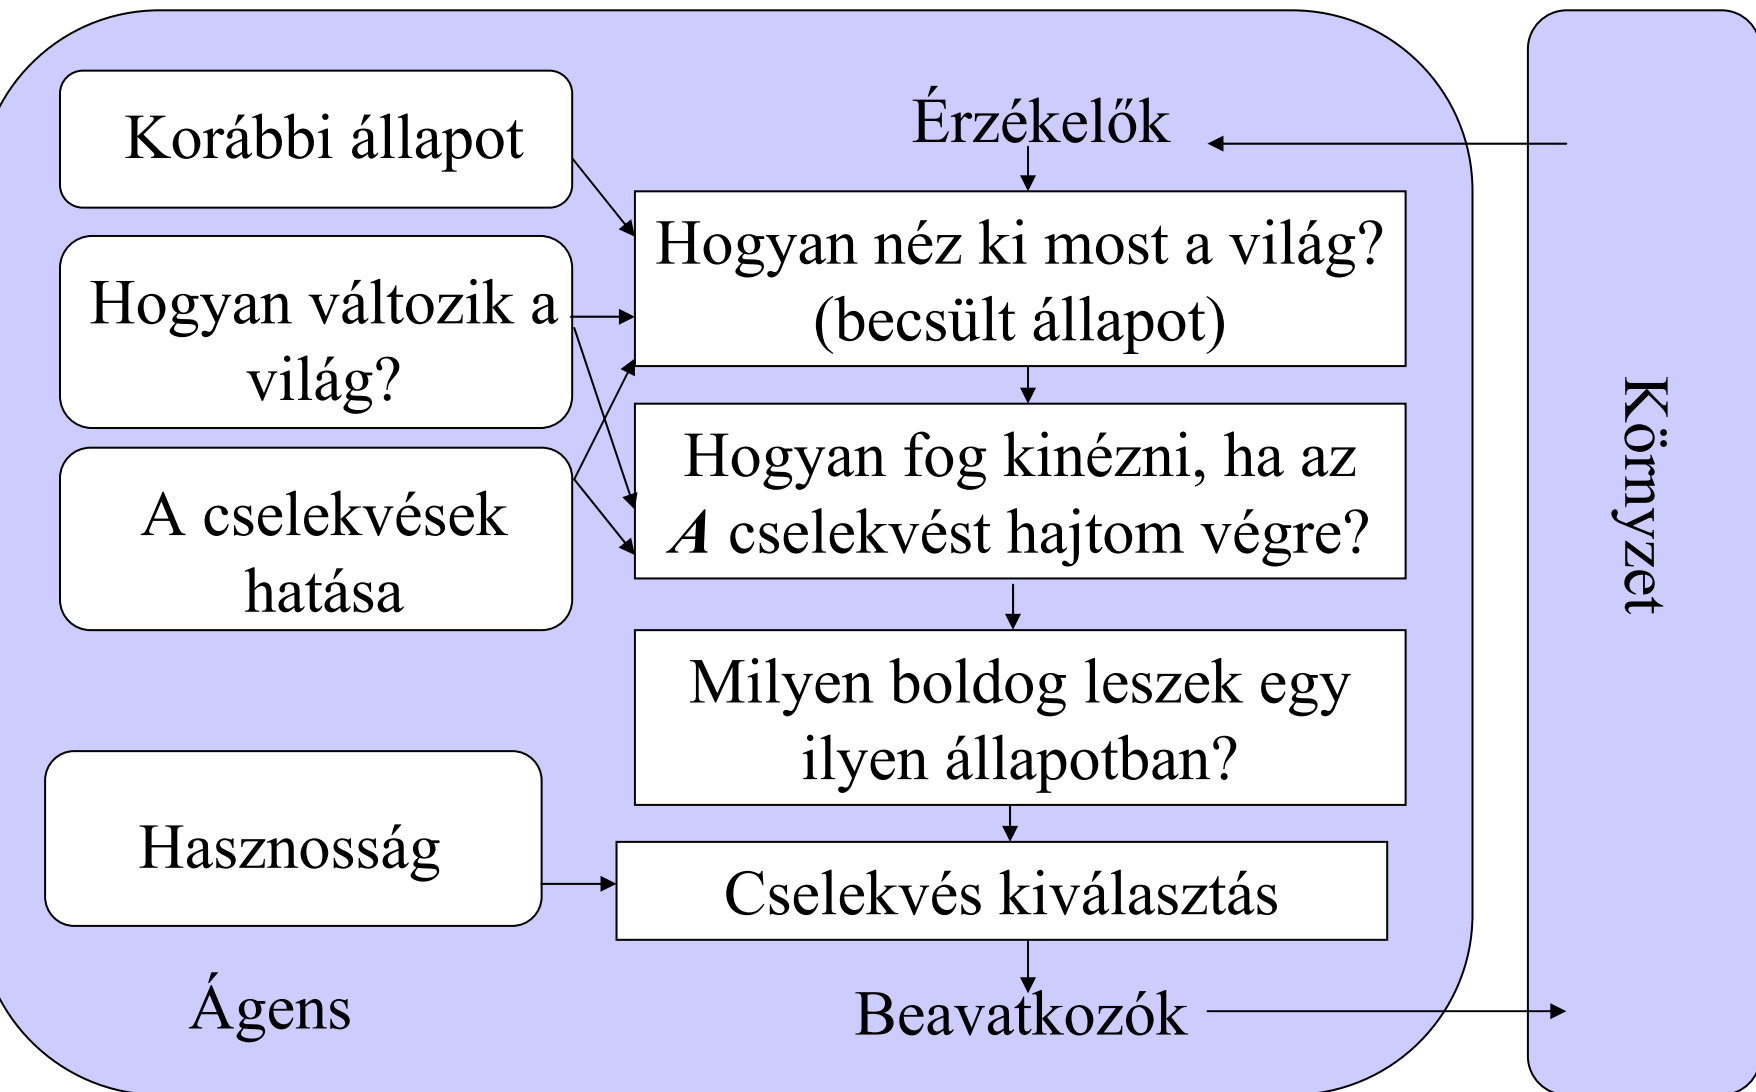 Korábbi állapot
Hogyan változik a
világ?
A cselekvések
hatása
Hasznosság
Ágens
Érzékelők
Hogyan néz ki most a világ?
(becsült állapot)
Hogyan fog kinézni, ha az
A cselekvést hajtom végre?
Milyen boldog leszek egy
ilyen állapotban?
Cselekvés kiválasztás
Beavatkozók
Környzet